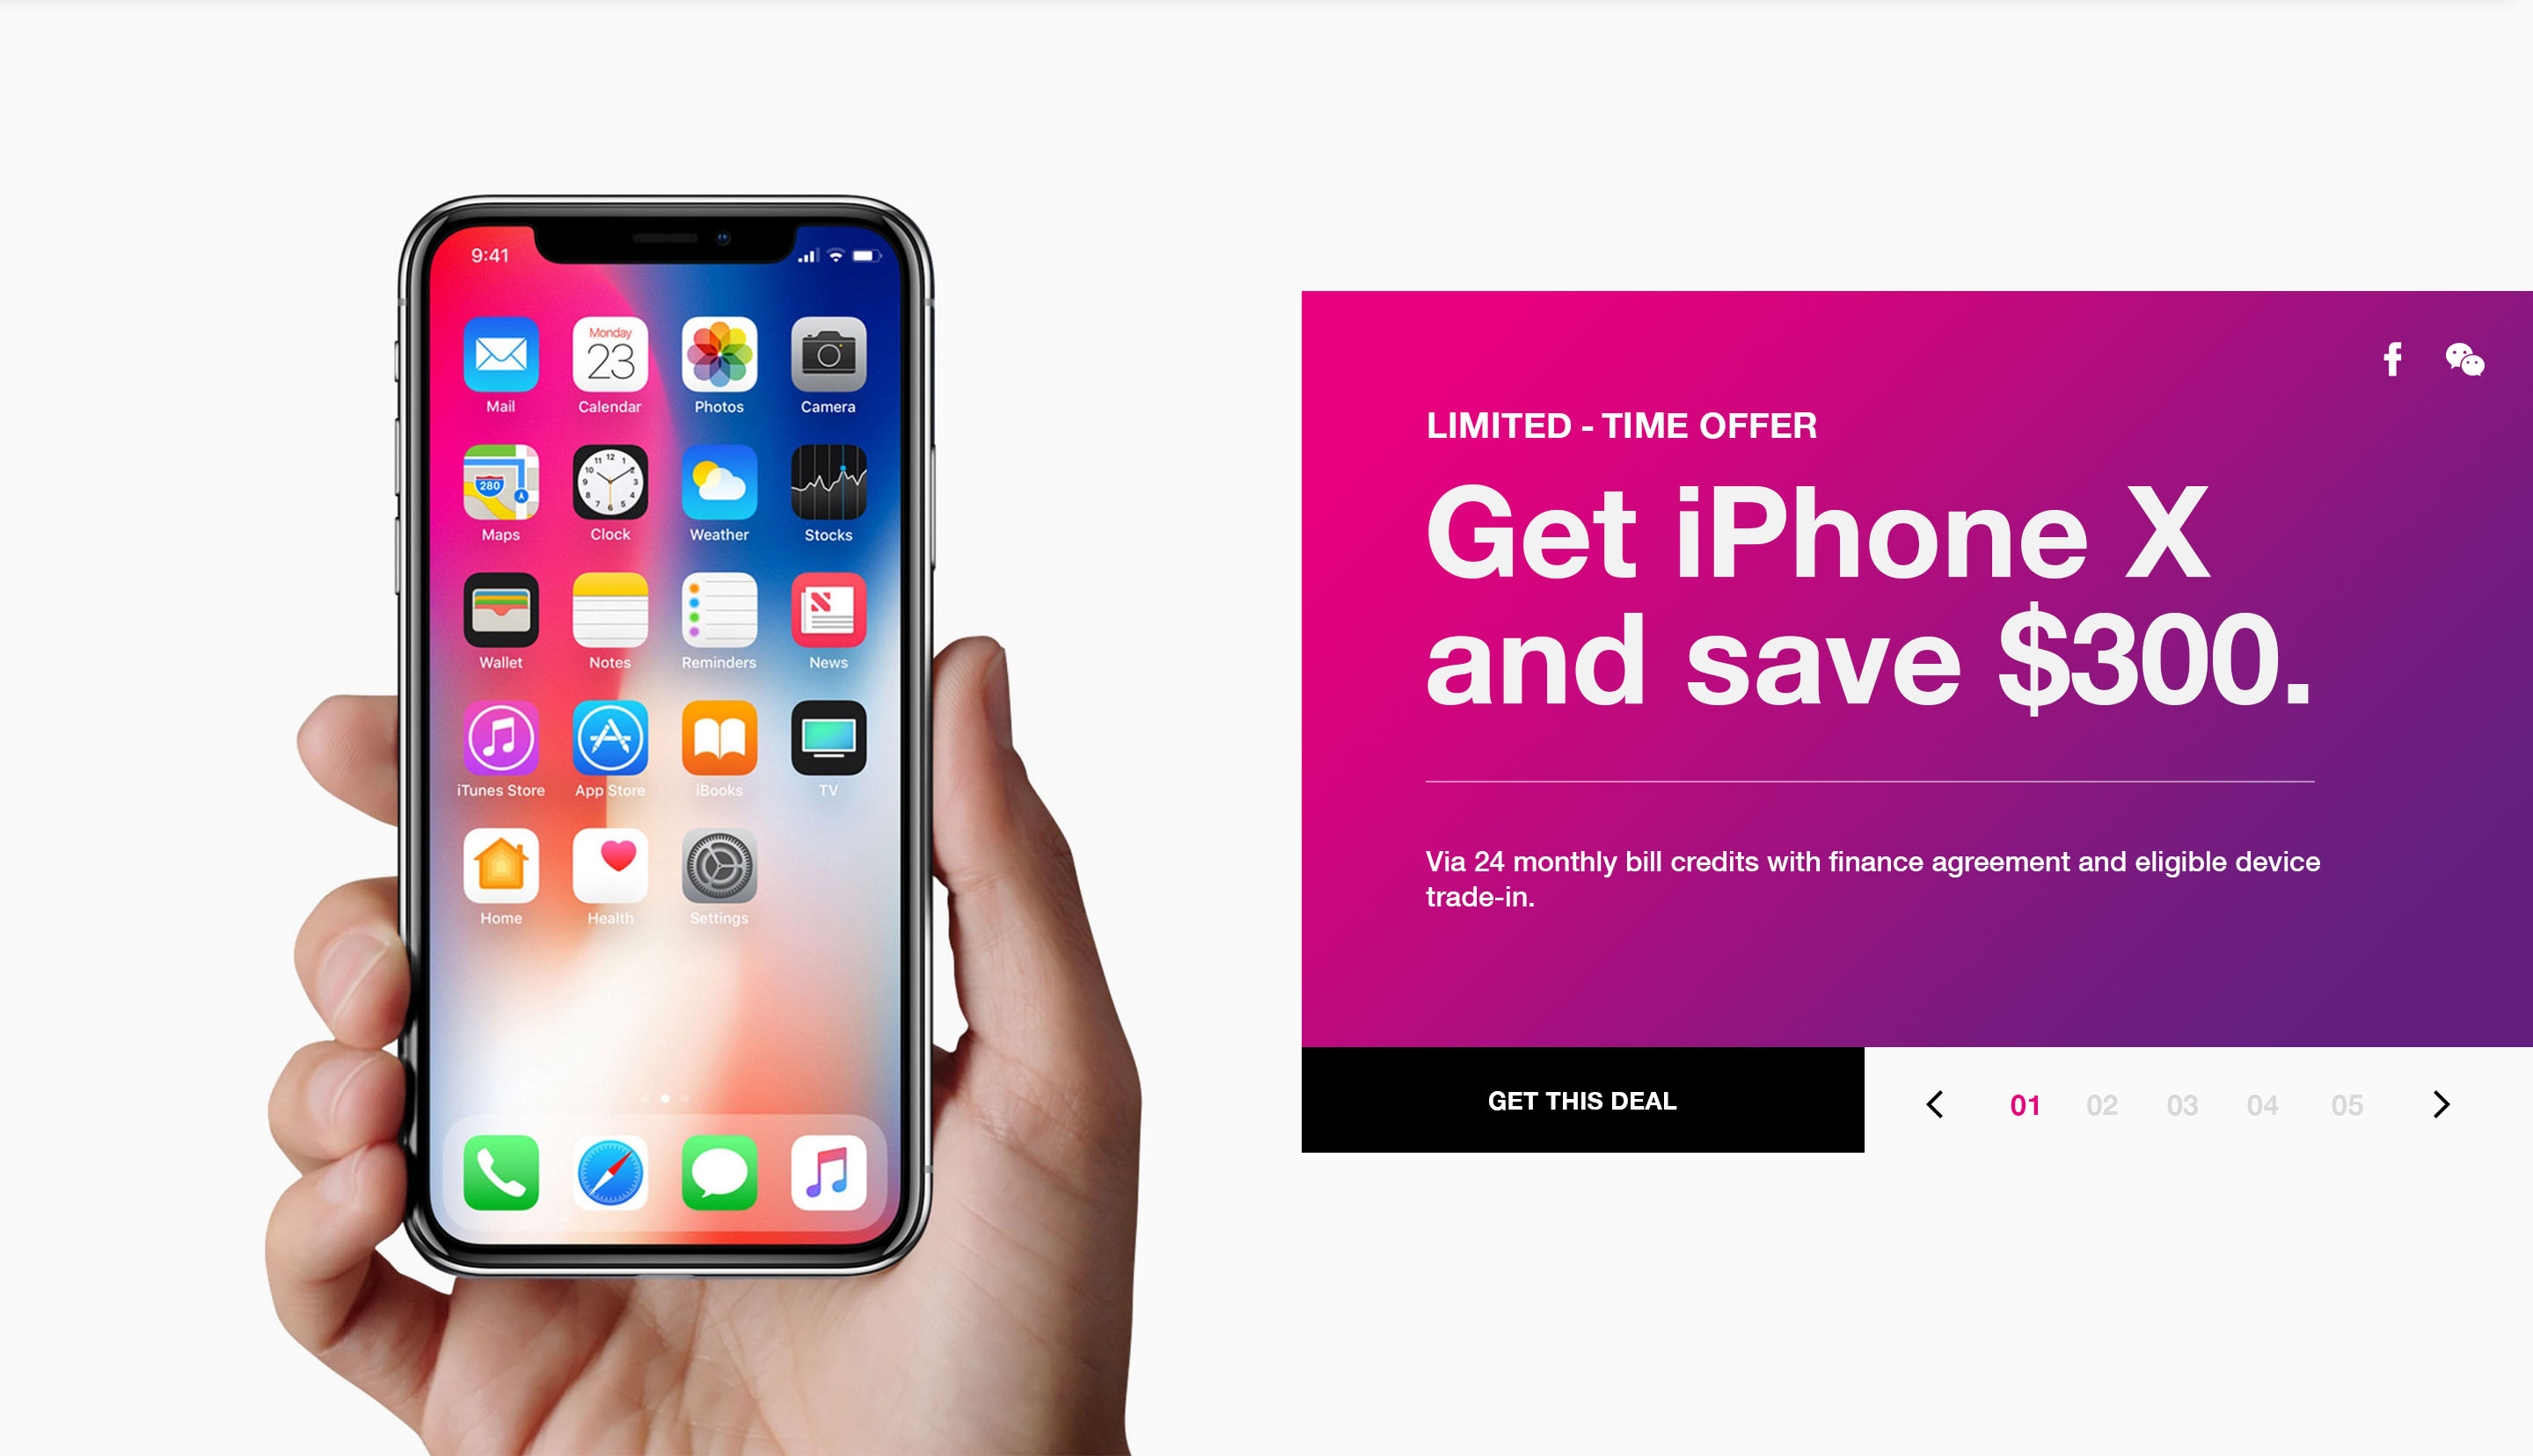 9:41
Monday
23
Mail
Calendar
Photos
Camera
280
Maps
Clock
Weather
Stocks
Wallet
Notes
Reminders
News
iTunes Store
App Store
iBooks
TV
Home
Health
Settings
f
LIMITED - TIME OFFER
Get iPhone X
and save $300.
Via 24 monthly bill credits with finance agreement and eligible device
trade-in.
GET THIS DEAL
01 02 03 04 05